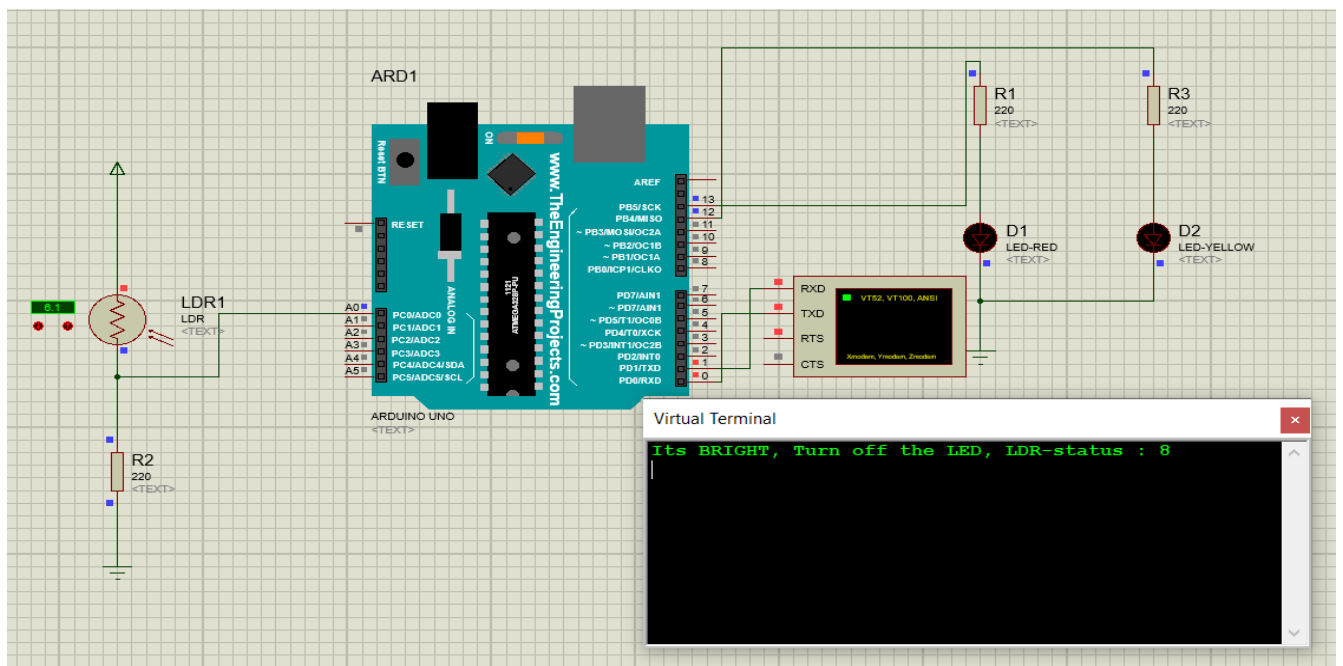 ARD1
Reset BTN
ON
www.TheEngineeringProjects.com
RESET
ANALOG IN
AREF
PB5/SCK
PB4/MISO
~ PB3/MOSI/OC2A
~ PB2/OC1B
~ PB1/OC1A
PB0/ICP1/CLKO
PD7/AIN1
~ PD7/AIN1
~ PD5/T1/OC0B
PD4/T0/XCK
~ PD3/INT1/OC2B
PD2/INT0
PD1/TXD
PD0/RXD
13
12
11
10
9
8
7
6
5
4
3
2
1
0
A0
A1
A2
A3
A4
A5
PC0/ADC0
PC1/ADC1
PC2/ADC2
PC3/ADC3
PC4/ADC4/SDA
PC5/ADC5/SCL
1121
ARDUINO UNO
<TEXT>
6.1
LDR1
LDR
<TEXT>
R2
220
<TEXT>
R1
220
<TEXT>
R3
220
<TEXT>
D1
LED-RED
<TEXT>
D2
LED-YELLOW
<TEXT>
RXD
TXD
RTS
CTS
VT52, VT100, ANSI
Xmodem, Ymodem, Zmodem
Virtual Terminal
Its BRIGHT, Turn off the LED, LDR-status : 8